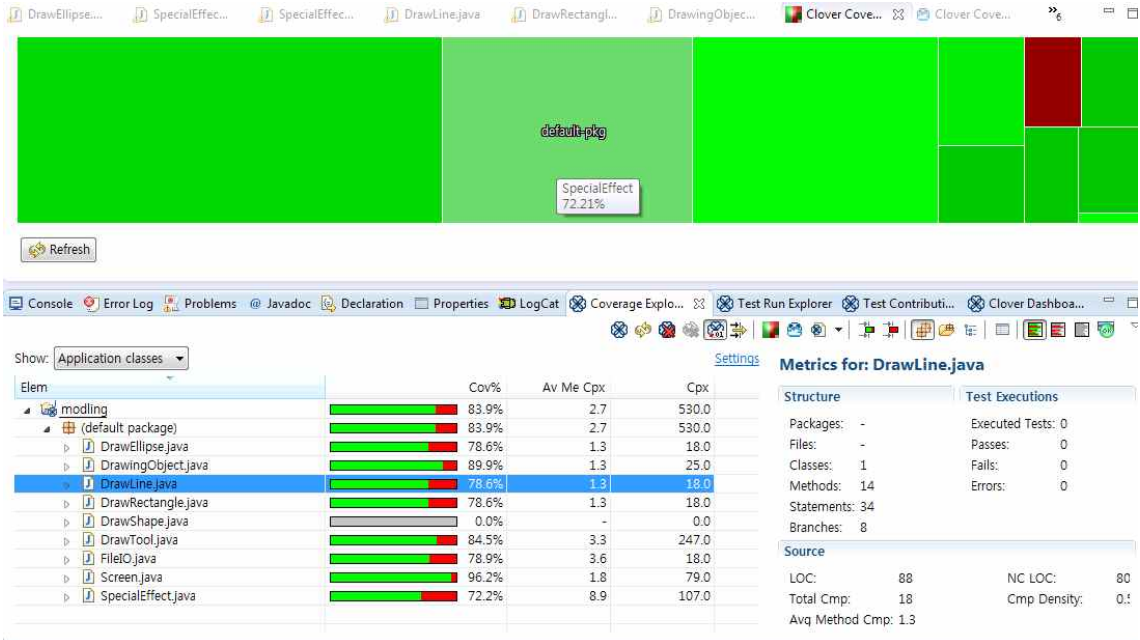 DrawEllipse.... SpecialEffec... SpecialEffec... DrawLine.java DrawRectangl... DrawingObjec... Clover Cove... Clover Cove... »6
default-pkg
SpecialEffect
72.21%
Refresh
Console Error Log Problems @ Javadoc Declaration Properties LogCat Coverage Explo... Test Run Explorer Test Contributi... Clover Dashboa...
Show: Application classes Settings
Elem Cov% Av Me Cpx Cpx
modling 83.9% 2.7 530.0
(default package) 83.9% 2.7 530.0
DrawEllipse.java 78.6% 1.3 18.0
DrawingObject.java 89.9% 1.3 25.0
DrawLine.java 78.6% 1.3 18.0
DrawRectangle.java 78.6% 1.3 18.0
DrawShape.java 0.0% - 0.0
DrawTool.java 84.5% 3.3 247.0
FileIO.java 78.9% 3.6 18.0
Screen.java 96.2% 1.8 79.0
SpecialEffect.java 72.2% 8.9 107.0
Metrics for: DrawLine.java
Structure
Packages: -
Files: -
Classes: 1
Methods: 14
Statements: 34
Branches: 8
Test Executions
Executed Tests: 0
Passes: 0
Fails: 0
Errors: 0
Source
LOC: 88 NC LOC: 80
Total Cmp: 18 Cmp Density: 0.5
Avg Method Cmp: 1.3